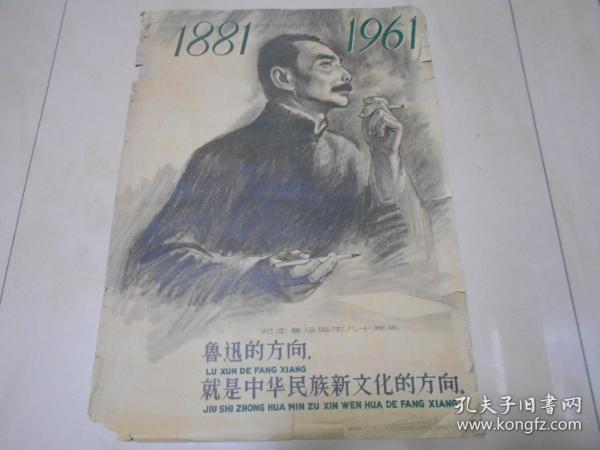 1881 1961
纪念鲁迅诞生八十周年
鲁迅的方向，
LU XUN DE FANG XIANG
就是中华民族新文化的方向。
JIU SHI ZHONG HUA MIN ZU XIN WEN HUA DE FANG XIANG
孔夫子旧书网
www.kongfz.com